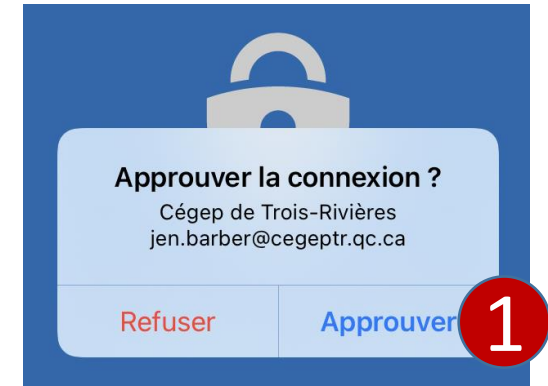 Approuver la connexion ?
Cégep de Trois-Rivières
jen.barber@cegeptr.qc.ca
Refuser
Approuver
1